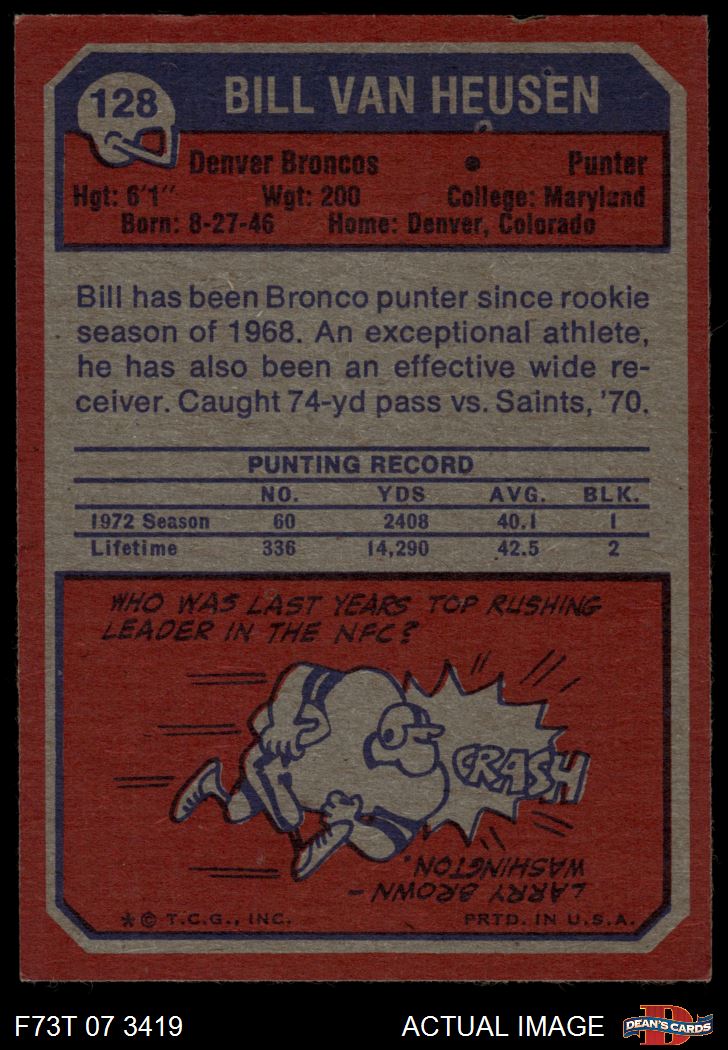 128
BILL VAN HEUSEN
Denver Broncos • Punter
Hgt: 6'1" Wgt: 200 College: Maryland
Born: 8-27-46 Home: Denver, Colorado
Bill has been Bronco punter since rookie
season of 1968. An exceptional athlete,
he has also been an effective wide re-
ceiver. Caught 74-yd pass vs. Saints, '70.
PUNTING RECORD
NO. YDS AVG. BLK.
1972 Season 60 2408 40.1 1
Lifetime 336 14,290 42.5 2
WHO WAS LAST YEARS TOP RUSHING
LEADER IN THE NFC?
CRASH
LARRY BROWN –
WASHINGTON.
* © T.C.G., INC. PRTD. IN U.S.A.
F73T 07 3419 ACTUAL IMAGE
D
DEAN'S CARDS